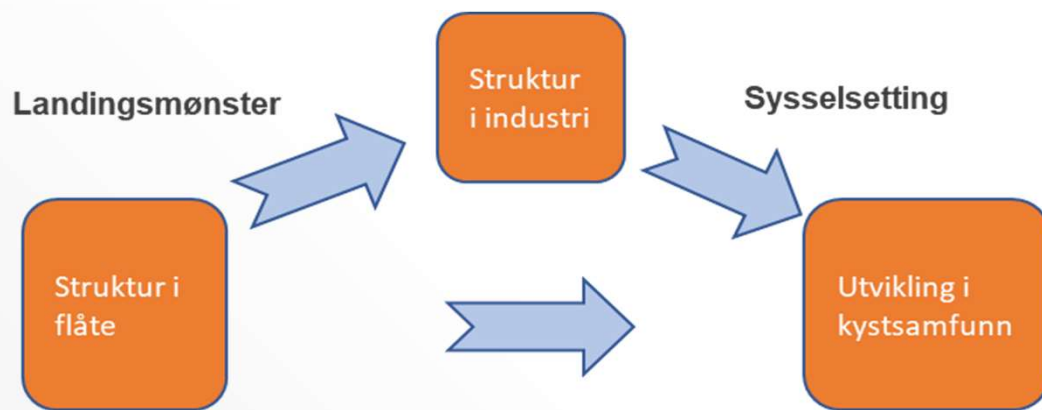 Landingsmønster
Struktur
i industri
Sysselsetting
Struktur i
flåte
Utvikling i
kystsamfunn